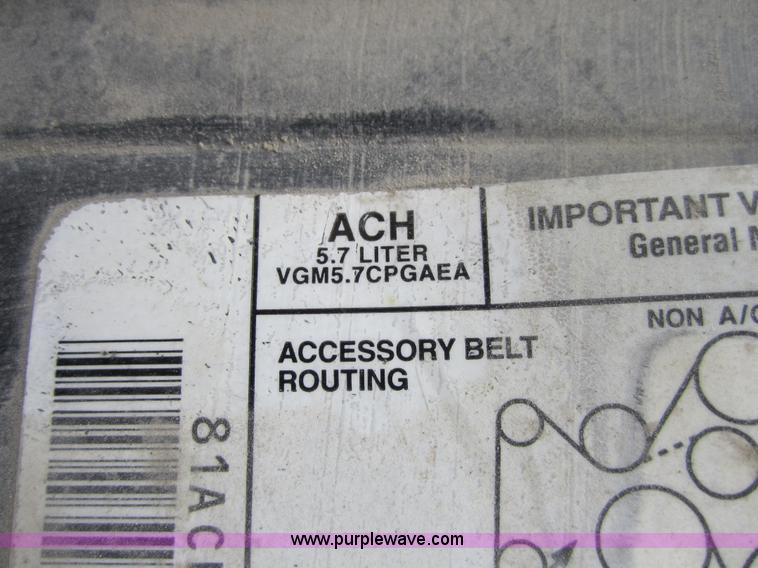 ACH
5.7 LITER
VGM5.7CPGAEA
IMPORTANT V
General
NON A/C
ACCESSORY BELT
ROUTING
81AC
www.purplewave.com